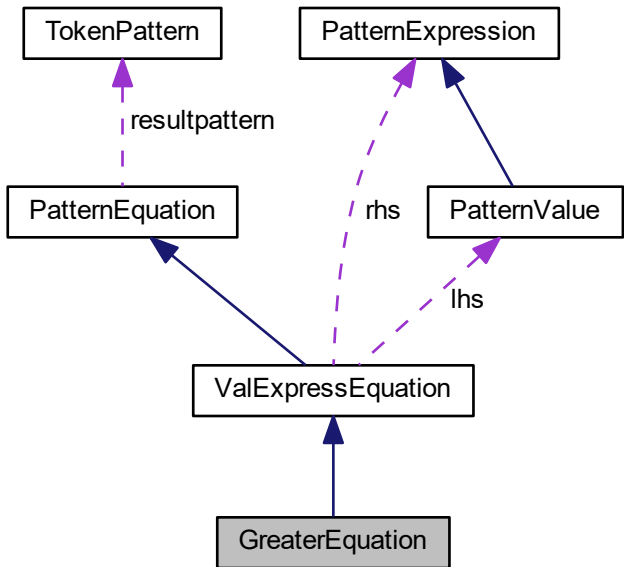 TokenPattern
PatternExpression
resultpattern
PatternEquation
rhs
PatternValue
lhs
ValExpressEquation
GreaterEquation